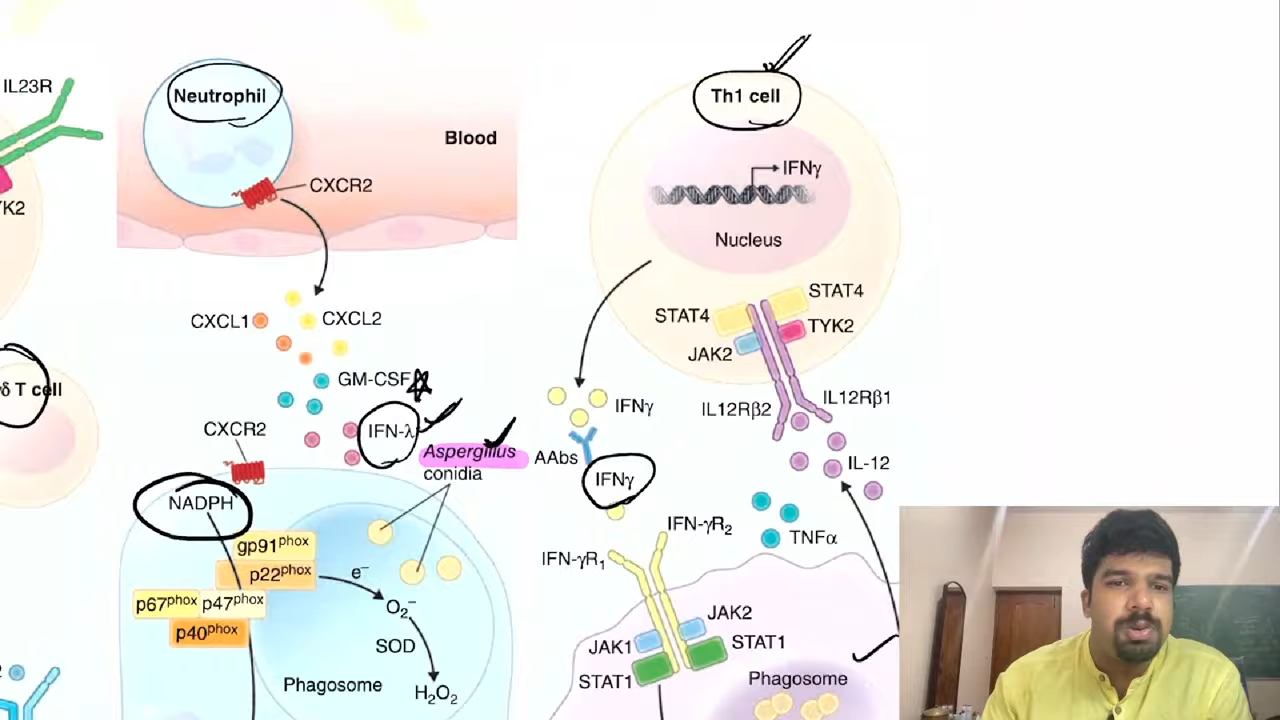 IL23R
YK2
δ T cell
Neutrophil
Blood
CXCR2
CXCL1
CXCL2
GM-CSF
IFN-λ
CXCR2
Aspergillus
conidia
NADPH
gp91phox
p22phox
p67phox
p47phox
p40phox
e−
O2−
SOD
H2O2
Phagosome
Th1 cell
IFNγ
Nucleus
STAT4
STAT4
TYK2
JAK2
IL12Rβ2
IL12Rβ1
IFNγ
AAbs
IFNγ
IL-12
TNFα
IFN-γR2
IFN-γR1
JAK2
JAK1
STAT1
STAT1
Phagosome